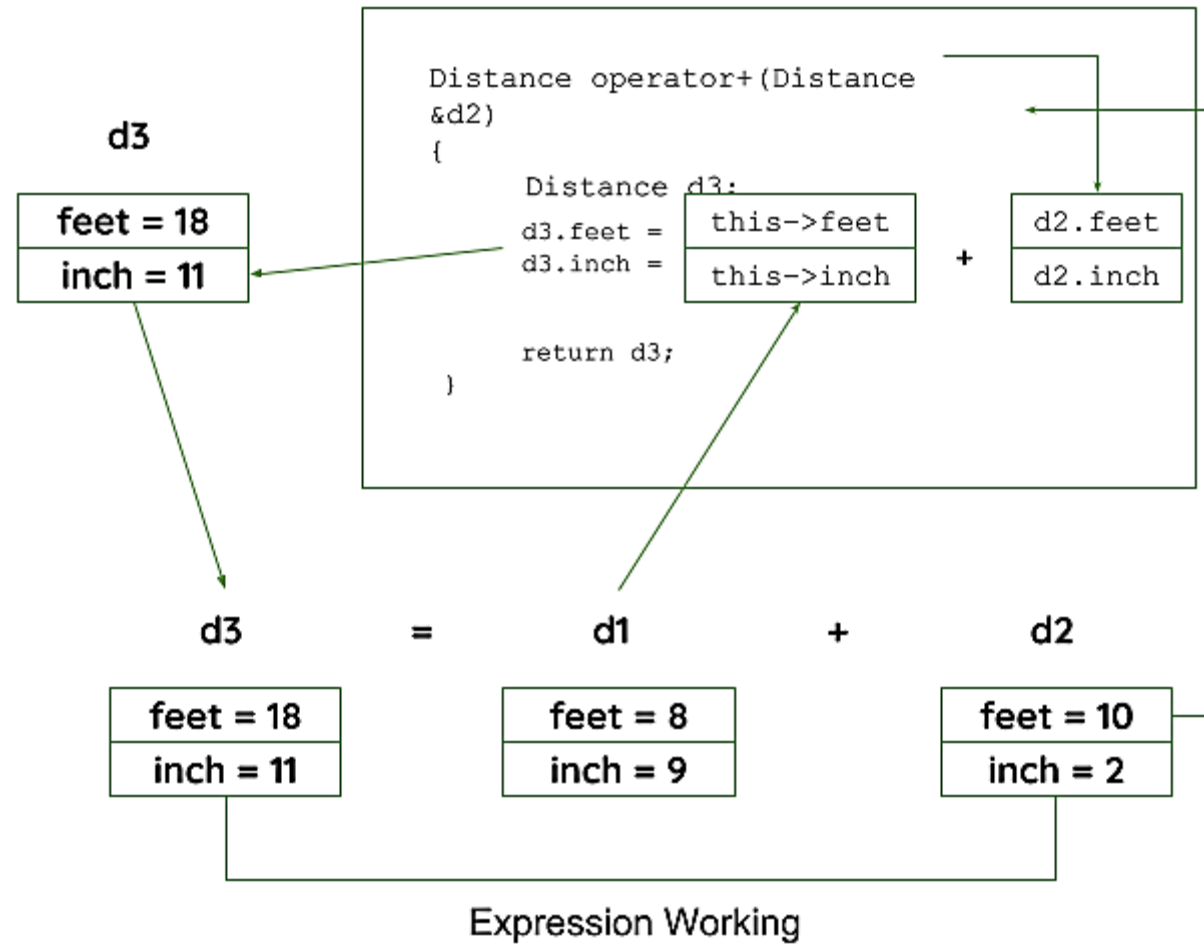 Distance operator+(Distance
&d2)
{
d3
Distance d3;
feet = 18
this->feet
d2.feet
d3.feet =
+
d3.inch =
inch = 11
this->inch
d2.inch
return d3;
}
d3 = d1 + d2
feet = 18
feet = 8
feet = 10
inch = 11
inch = 9
inch = 2
Expression Working